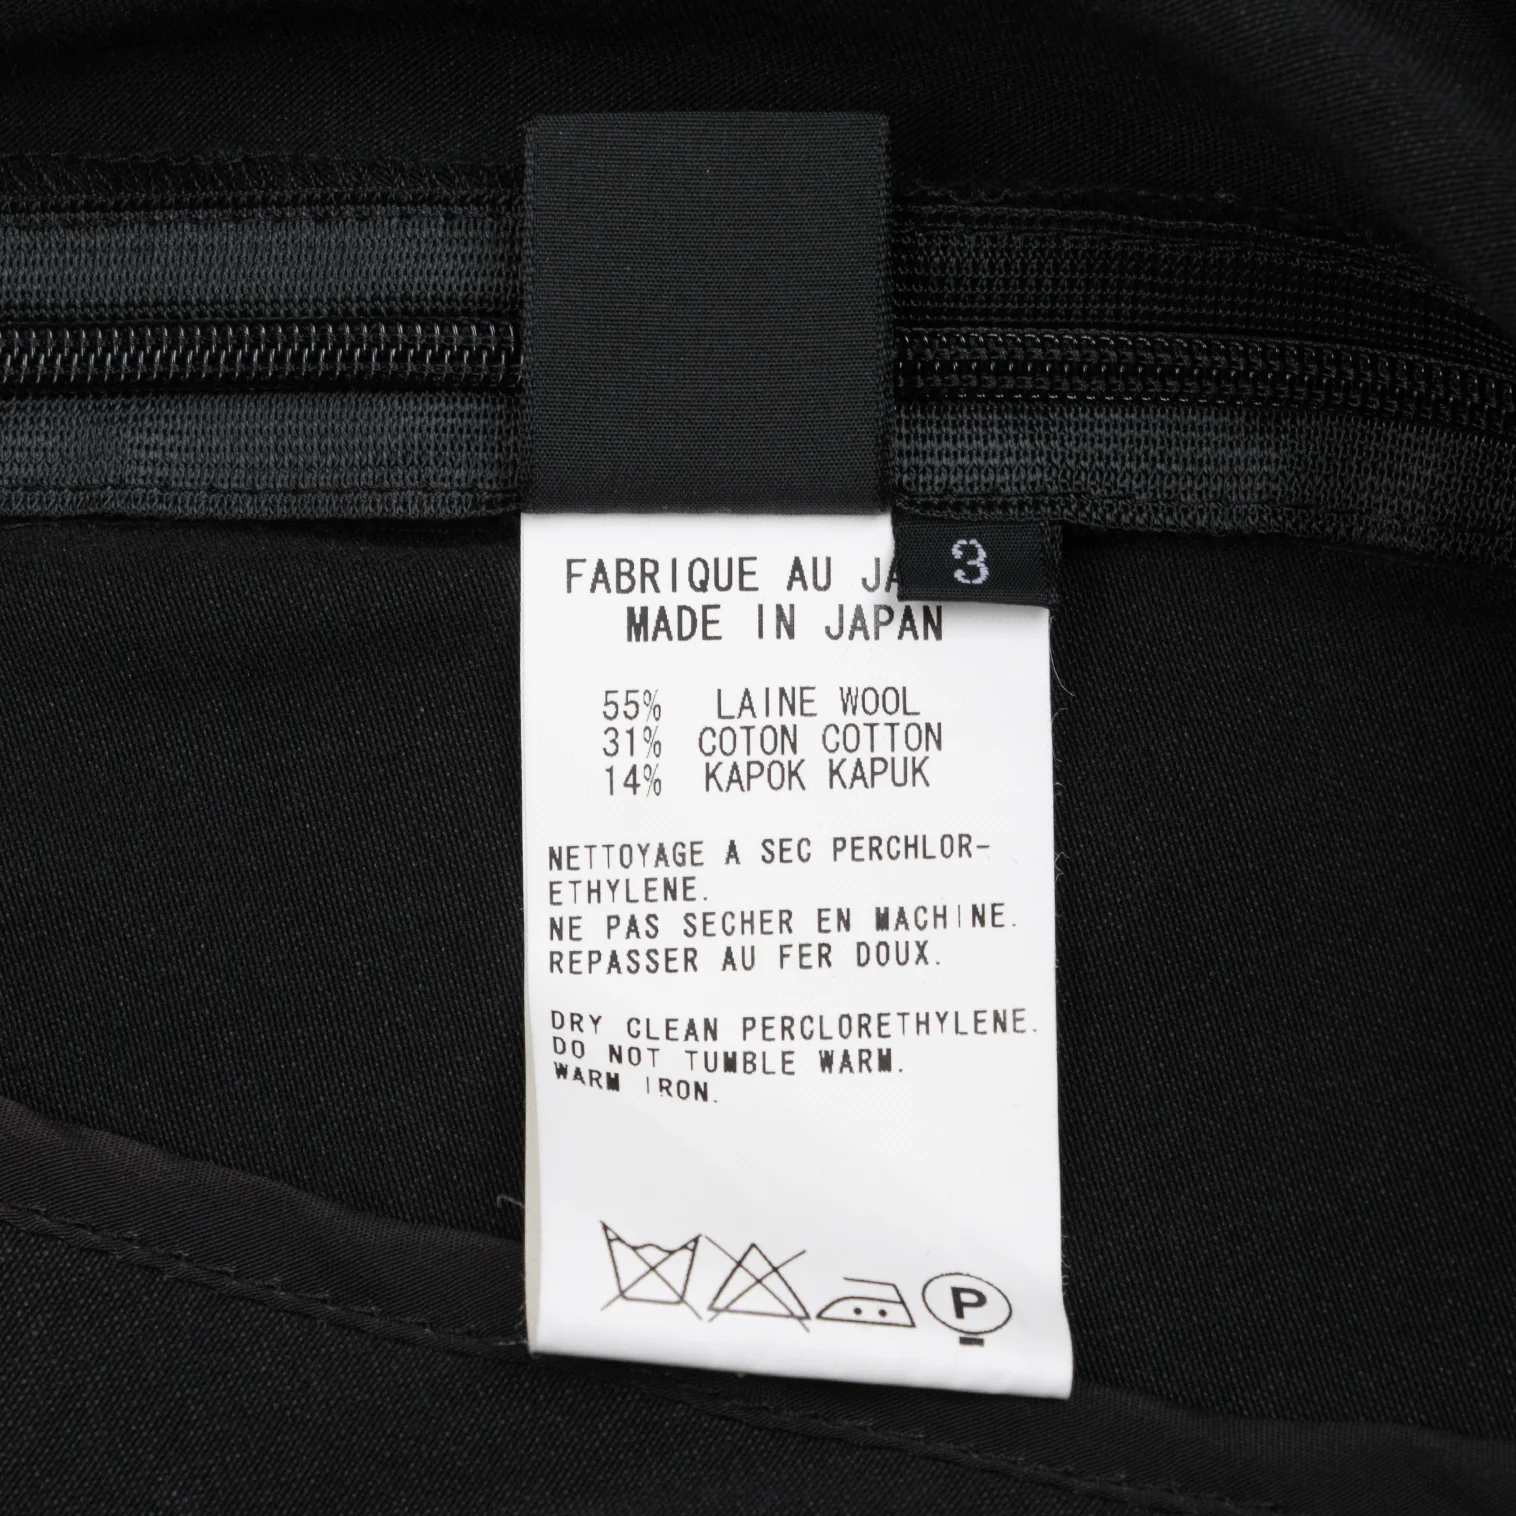 FABRIQUE AU JA
3
MADE IN JAPAN
55% LAINE WOOL
31% COTON COTTON
14% KAPOK KAPUK
NETTOYAGE A SEC PERCHLOR-
ETHYLENE.
NE PAS SECHER EN MACHINE.
REPASSER AU FER DOUX.
DRY CLEAN PERCLORETHYLENE.
DO NOT TUMBLE WARM.
WARM IRON.
P